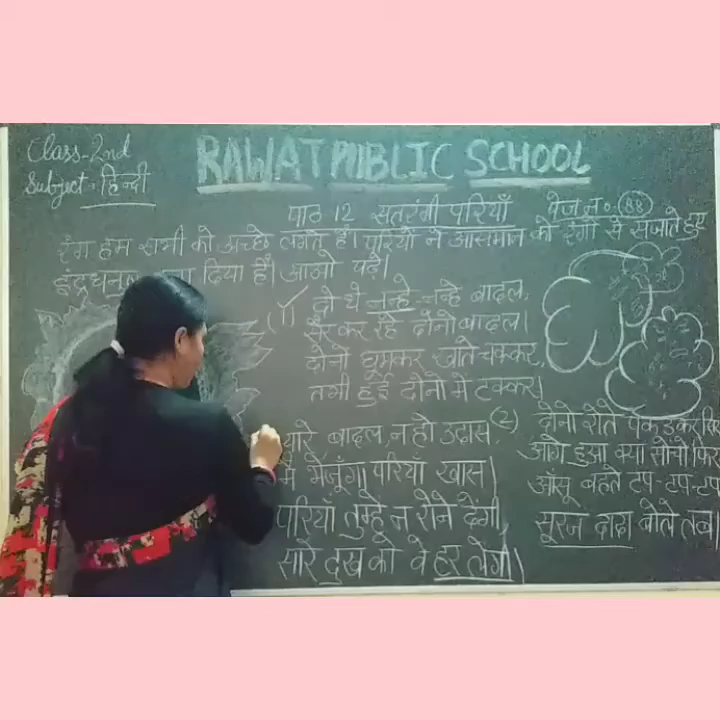 Class-2nd
Subject-हिन्दी
RAWAT PUBLIC SCHOOL
पाठ 12 सतरंगी परियाँ
पेज न॰ (88)
रंग हम सभी को अच्छे लगते हैं। परियों ने आसमान को रंगों से सजाते हुए
इंद्रधनुष दिया है। आओ पढ़ें।
(1) दो थे नन्हे-नन्हे बादल,
सैर कर रहे दोनो बादल।
दोनो घूमकर खाते चक्कर,
तभी हुई दोनो में टक्कर।
(2) दोनो रोते पकड़कर
आगे हुआ क्या सोचो फिर
आँसू बहते टप-टप-टप
सूरज दादा बोले तब।
प्यारे बादल, न हो उदास,
मैं भेजूंगा परियाँ खास।
परियाँ तुम्हें न रोने देंगी,
सारे दुख को वे हर लेंगी।